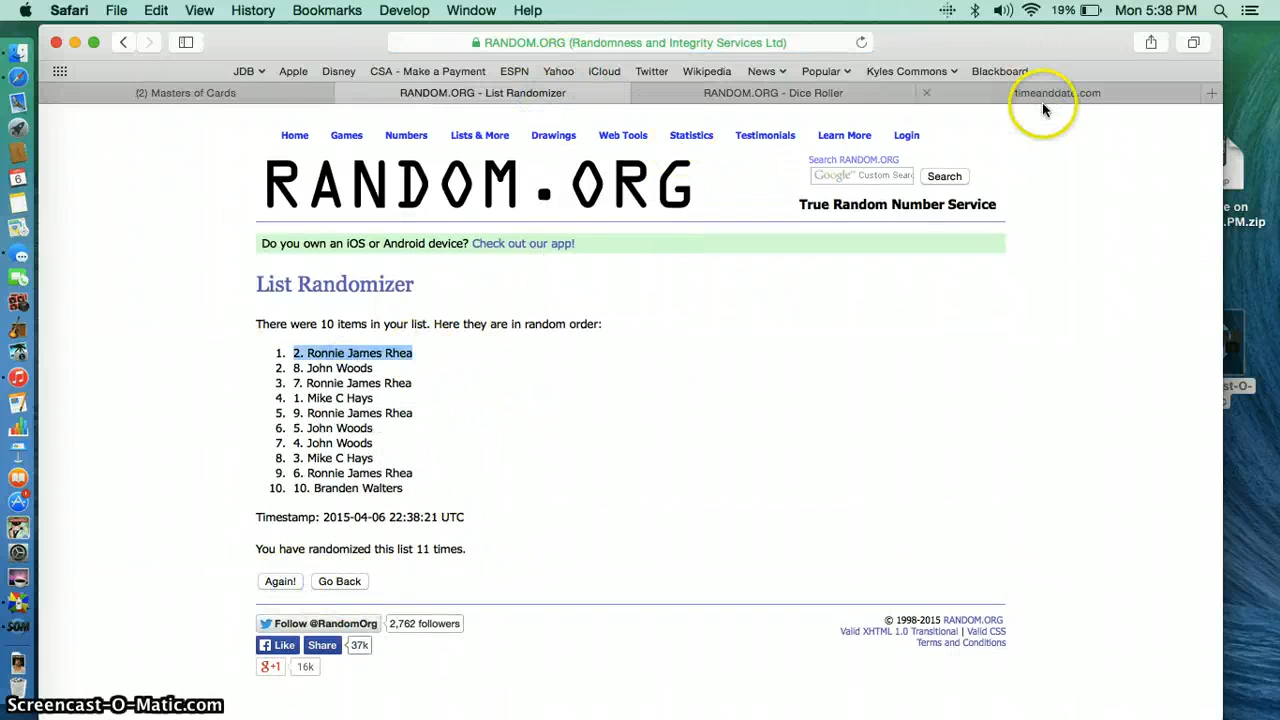 Safari File Edit View History Bookmarks Develop Window Help 19% Mon 5:38 PM
RANDOM.ORG (Randomness and Integrity Services Ltd)
JDB Apple Disney CSA - Make a Payment ESPN Yahoo iCloud Twitter Wikipedia News Popular Kyles Commons Blackboard
(2) Masters of Cards RANDOM.ORG - List Randomizer RANDOM.ORG - Dice Roller timeanddate.com
Home Games Numbers Lists & More Drawings Web Tools Statistics Testimonials Learn More Login
Search RANDOM.ORG
RANDOM.ORG
Google™ Custom Searc Search
True Random Number Service
Do you own an iOS or Android device? Check out our app!
List Randomizer
There were 10 items in your list. Here they are in random order:
1. 2. Ronnie James Rhea
2. 8. John Woods
3. 7. Ronnie James Rhea
4. 1. Mike C Hays
5. 9. Ronnie James Rhea
6. 5. John Woods
7. 4. John Woods
8. 3. Mike C Hays
9. 6. Ronnie James Rhea
10. 10. Branden Walters
Timestamp: 2015-04-06 22:38:21 UTC
You have randomized this list 11 times.
Again! Go Back
Follow @RandomOrg 2,762 followers
Like Share 37k
+1 16k
© 1998-2015 RANDOM.ORG
Valid XHTML 1.0 Transitional | Valid CSS
Terms and Conditions
e on
.PM.zip
st-O-
Screencast-O-Matic.com